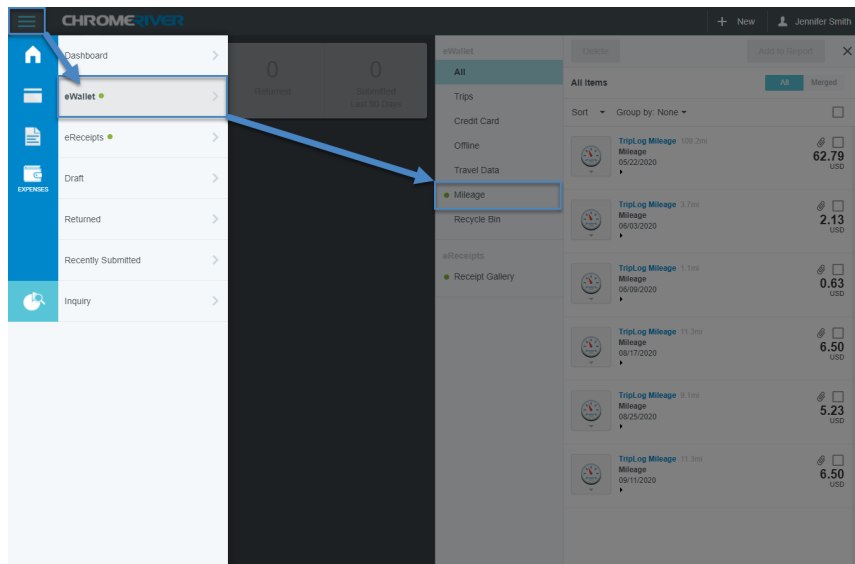 CHROMERIVER
+ New
Jennifer Smith
Dashboard
eWallet
eReceipts
EXPENSES
Draft
Returned
Recently Submitted
Inquiry
0
Returned
0
Submitted
Last 90 Days
eWallet
All
Trips
Credit Card
Offline
Travel Data
Mileage
Recycle Bin
eReceipts
Receipt Gallery
Delete
Add to Report
All Items
All
Merged
Sort
Group by: None
TripLog Mileage 109.2mi
Mileage
05/22/2020
62.79
USD
TripLog Mileage 3.7mi
Mileage
06/03/2020
2.13
USD
TripLog Mileage 1.1mi
Mileage
06/09/2020
0.63
USD
TripLog Mileage 11.3mi
Mileage
08/17/2020
6.50
USD
TripLog Mileage 9.1mi
Mileage
08/25/2020
5.23
USD
TripLog Mileage 11.3mi
Mileage
09/11/2020
6.50
USD